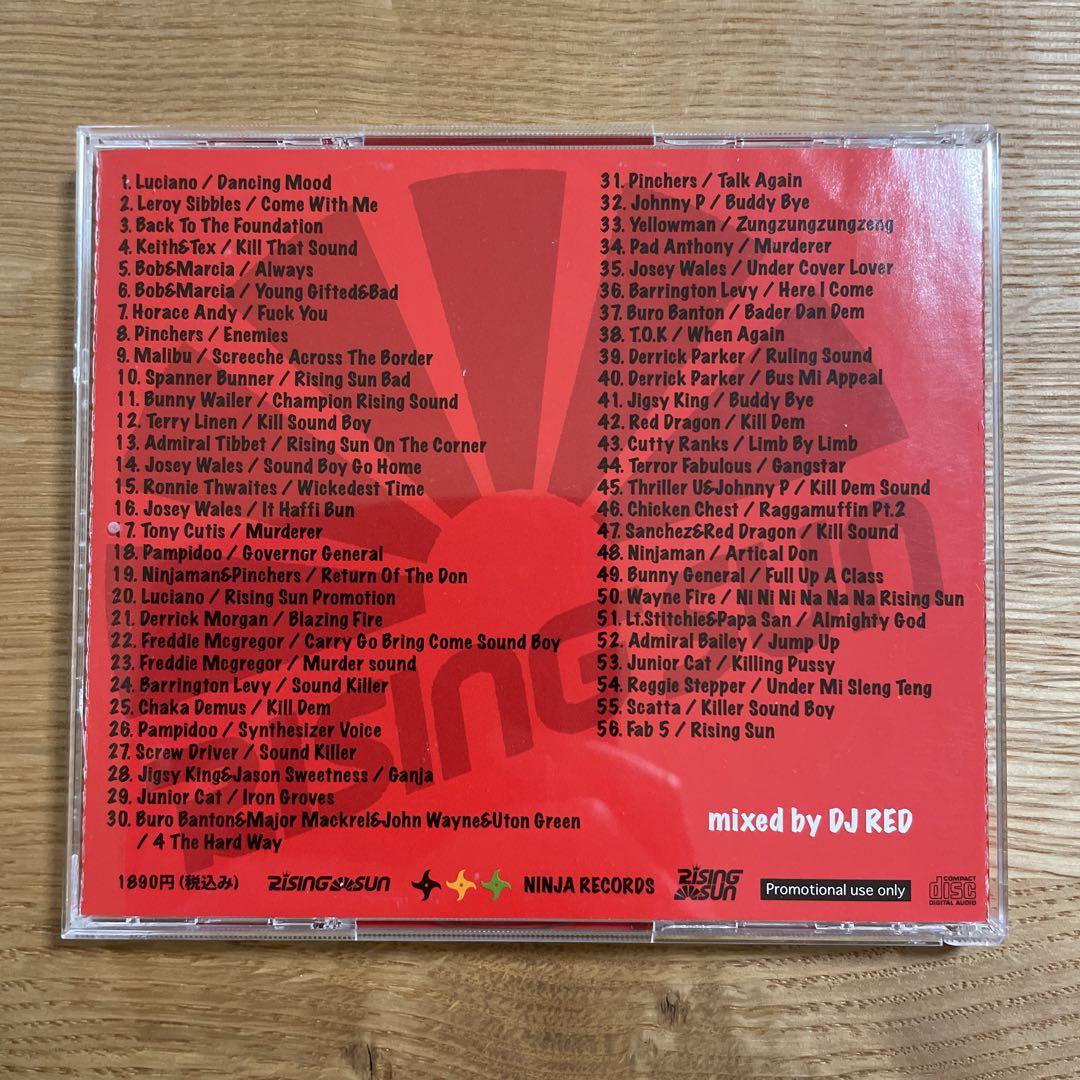 1. Luciano / Dancing Mood
2. Leroy Sibbles / Come With Me
3. Back To The Foundation
4. Keith&Tex / Kill That Sound
5. Bob&Marcia / Always
6. Bob&Marcia / Young Gifted&Bad
7. Horace Andy / Fuck You
8. Pinchers / Enemies
9. Malibu / Screeche Across The Border
10. Spanner Bunner / Rising Sun Bad
11. Bunny Wailer / Champion Rising Sound
12. Terry Linen / Kill Sound Boy
13. Admiral Tibbet / Rising Sun On The Corner
14. Josey Wales / Sound Boy Go Home
15. Ronnie Thwaites / Wickedest Time
16. Josey Wales / It Haffi Bun
17. Tony Cutis / Murderer
18. Pampidoo / Governor General
19. Ninjaman&Pinchers / Return Of The Don
20. Luciano / Rising Sun Promotion
21. Derrick Morgan / Blazing Fire
22. Freddie Mcgregor / Carry Go Bring Come Sound Boy
23. Freddie Mcgregor / Murder sound
24. Barrington Levy / Sound Killer
25. Chaka Demus / Kill Dem
26. Pampidoo / Synthesizer Voice
27. Screw Driver / Sound Killer
28. Jigsy King&Jason Sweetness / Ganja
29. Junior Cat / Iron Groves
30. Buro Banton&Major Mackrel&John Wayne&Uton Green
/ 4 The Hard Way
31. Pinchers / Talk Again
32. Johnny P / Buddy Bye
33. Yellowman / Zungzungzungzeng
34. Pad Anthony / Murderer
35. Josey Wales / Under Cover Lover
36. Barrington Levy / Here I Come
37. Buro Banton / Bader Dan Dem
38. T.O.K / When Again
39. Derrick Parker / Ruling Sound
40. Derrick Parker / Bus Mi Appeal
41. Jigsy King / Buddy Bye
42. Red Dragon / Kill Dem
43. Cutty Ranks / Limb By Limb
44. Terror Fabulous / Gangstar
45. Thriller U&Johnny P / Kill Dem Sound
46. Chicken Chest / Raggamuffin Pt.2
47. Sanchez&Red Dragon / Kill Sound
48. Ninjaman / Artical Don
49. Bunny General / Full Up A Class
50. Wayne Fire / Ni Ni Ni Na Na Na Rising Sun
51. Lt.Stitchie&Papa San / Almighty God
52. Admiral Bailey / Jump Up
53. Junior Cat / Killing Pussy
54. Reggie Stepper / Under Mi Sleng Teng
55. Scatta / Killer Sound Boy
56. Fab 5 / Rising Sun
RISING SUN
mixed by DJ RED
1890円(税込み)
RISING SUN
NINJA RECORDS
RISING
SUN
Promotional use only
COMPACT
disc
DIGITAL AUDIO